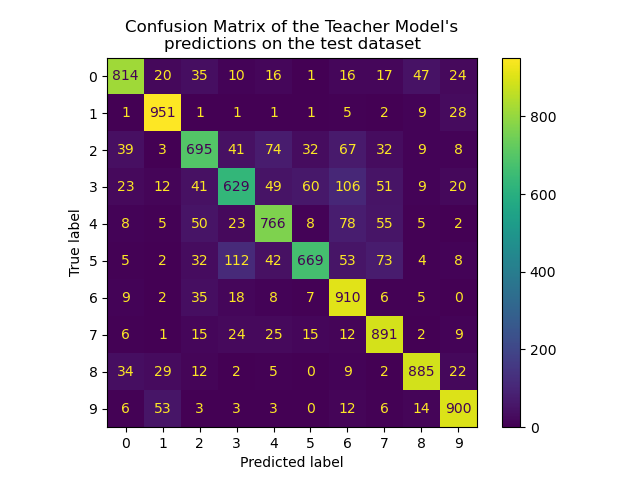 Confusion Matrix of the Teacher Model's
predictions on the test dataset
0 814 20 35 10 16 1 16 17 47 24
1 1 951 1 1 1 1 5 2 9 28
2 39 3 695 41 74 32 67 32 9 8
3 23 12 41 629 49 60 106 51 9 20
4 8 5 50 23 766 8 78 55 5 2
5 5 2 32 112 42 669 53 73 4 8
6 9 2 35 18 8 7 910 6 5 0
7 6 1 15 24 25 15 12 891 2 9
8 34 29 12 2 5 0 9 2 885 22
9 6 53 3 3 3 0 12 6 14 900
0 1 2 3 4 5 6 7 8 9
Predicted label
True label
800
600
400
200
0